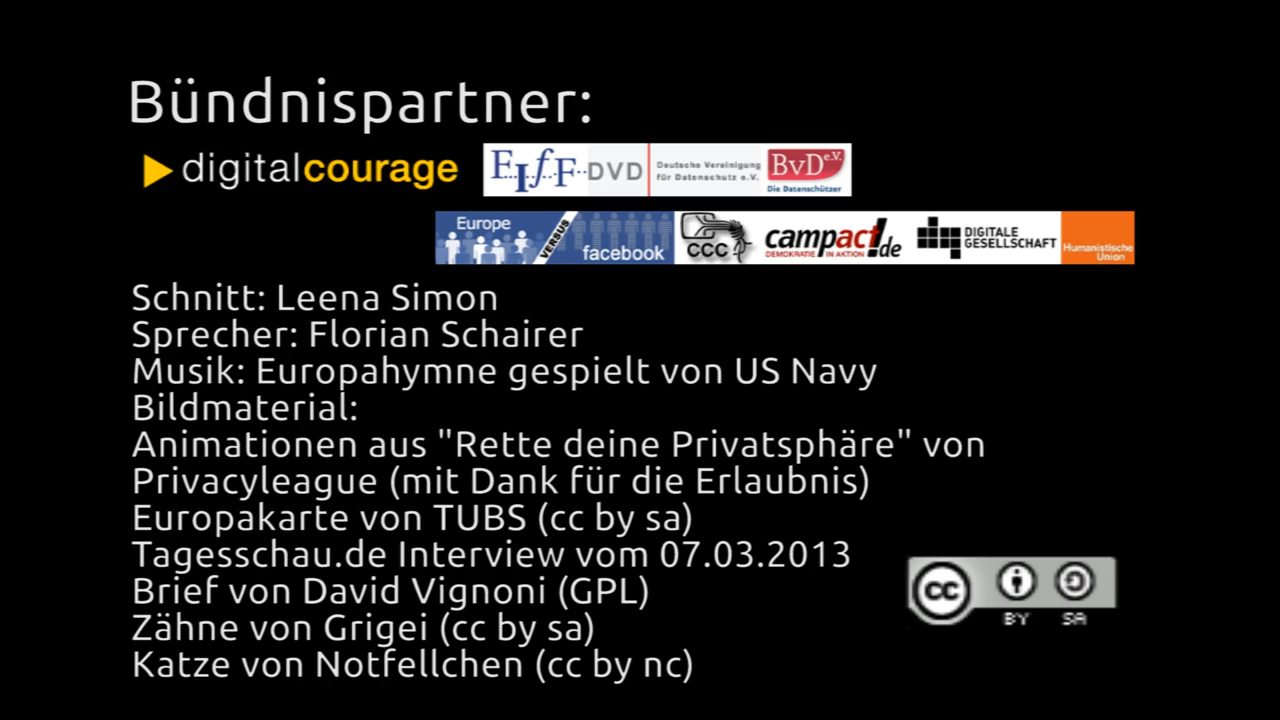 Bündnispartner:
digitalcourage
FIfF DVD Deutsche Vereinigung für Datenschutz e.V. BvD e.V. Die Datenschützer
Europe VERSUS facebook CCC campact!.de DEMOKRATIE IN AKTION DIGITALE GESELLSCHAFT Humanistische Union
Schnitt: Leena Simon
Sprecher: Florian Schairer
Musik: Europahymne gespielt von US Navy
Bildmaterial:
Animationen aus "Rette deine Privatsphäre" von
Privacyleague (mit Dank für die Erlaubnis)
Europakarte von TUBS (cc by sa)
Tagesschau.de Interview vom 07.03.2013
Brief von David Vignoni (GPL)
Zähne von Grigei (cc by sa)
Katze von Notfellchen (cc by nc)
cc BY SA